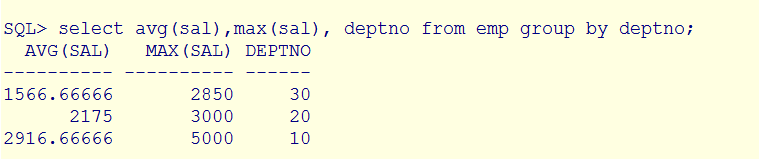 SQL> select avg(sal),max(sal), deptno from emp group by deptno;
  AVG(SAL)   MAX(SAL) DEPTNO
---------- ---------- ------
1566.66666       2850     30
      2175       3000     20
2916.66666       5000     10